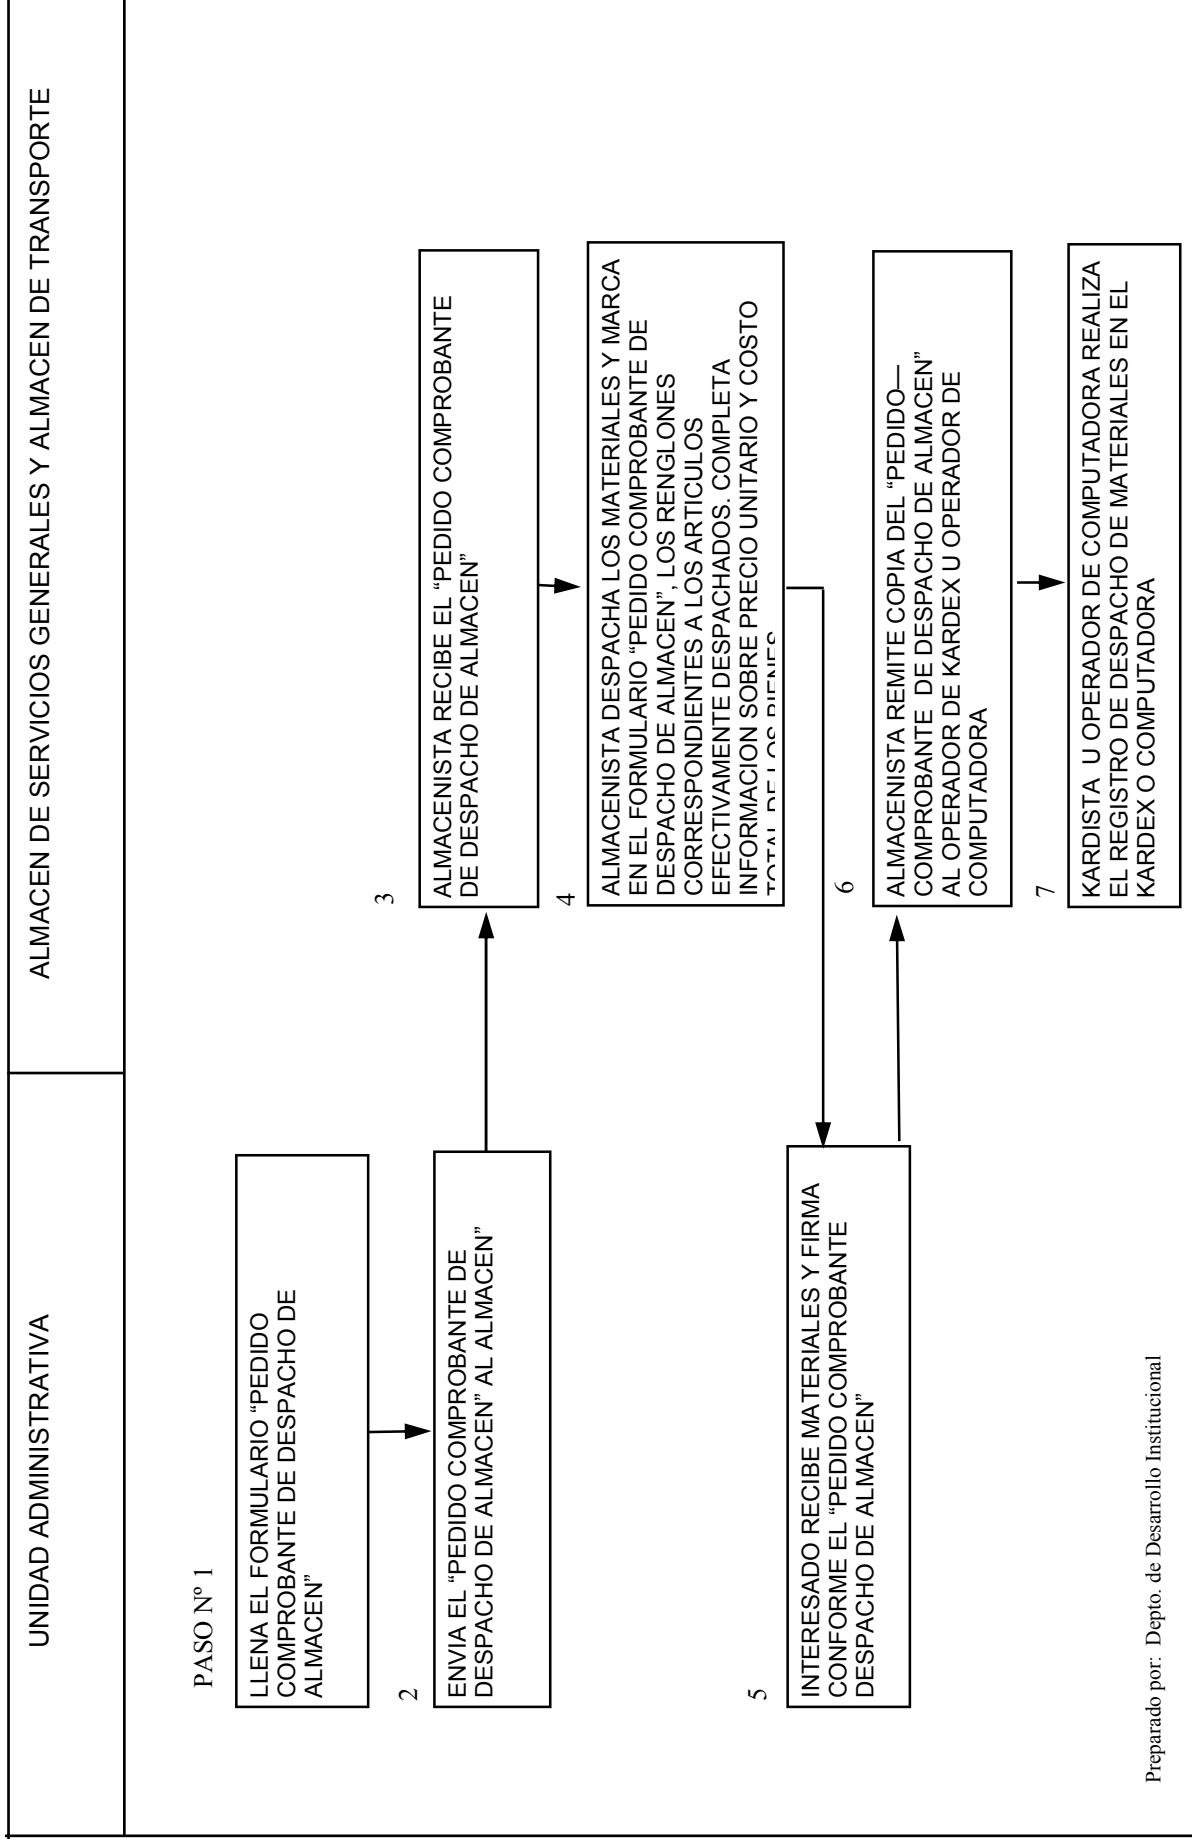 UNIDAD ADMINISTRATIVA
ALMACEN DE SERVICIOS GENERALES Y ALMACEN DE TRANSPORTE
PASO Nº 1
LLENA EL FORMULARIO “PEDIDO
COMPROBANTE DE DESPACHO DE
ALMACEN”
2
ENVIA EL “PEDIDO COMPROBANTE DE
DESPACHO DE ALMACEN” AL ALMACEN”
3
ALMACENISTA RECIBE EL “PEDIDO COMPROBANTE
DE DESPACHO DE ALMACEN”
4
ALMACENISTA DESPACHA LOS MATERIALES Y MARCA
EN EL FORMULARIO “PEDIDO COMPROBANTE DE
DESPACHO DE ALMACEN”, LOS RENGLONES
CORRESPONDIENTES A LOS ARTICULOS
EFECTIVAMENTE DESPACHADOS. COMPLETA
INFORMACION SOBRE PRECIO UNITARIO Y COSTO
TOTAL DE LOS BIENES
5
INTERESADO RECIBE MATERIALES Y FIRMA
CONFORME EL “PEDIDO COMPROBANTE
DESPACHO DE ALMACEN”
6
ALMACENISTA REMITE COPIA DEL “PEDIDO—
COMPROBANTE  DE DESPACHO DE ALMACEN”
AL OPERADOR DE KARDEX U OPERADOR DE
COMPUTADORA
7
KARDISTA  U OPERADOR DE COMPUTADORA REALIZA
EL REGISTRO DE DESPACHO DE MATERIALES EN EL
KARDEX O COMPUTADORA
Preparado por:  Depto. de Desarrollo Institucional